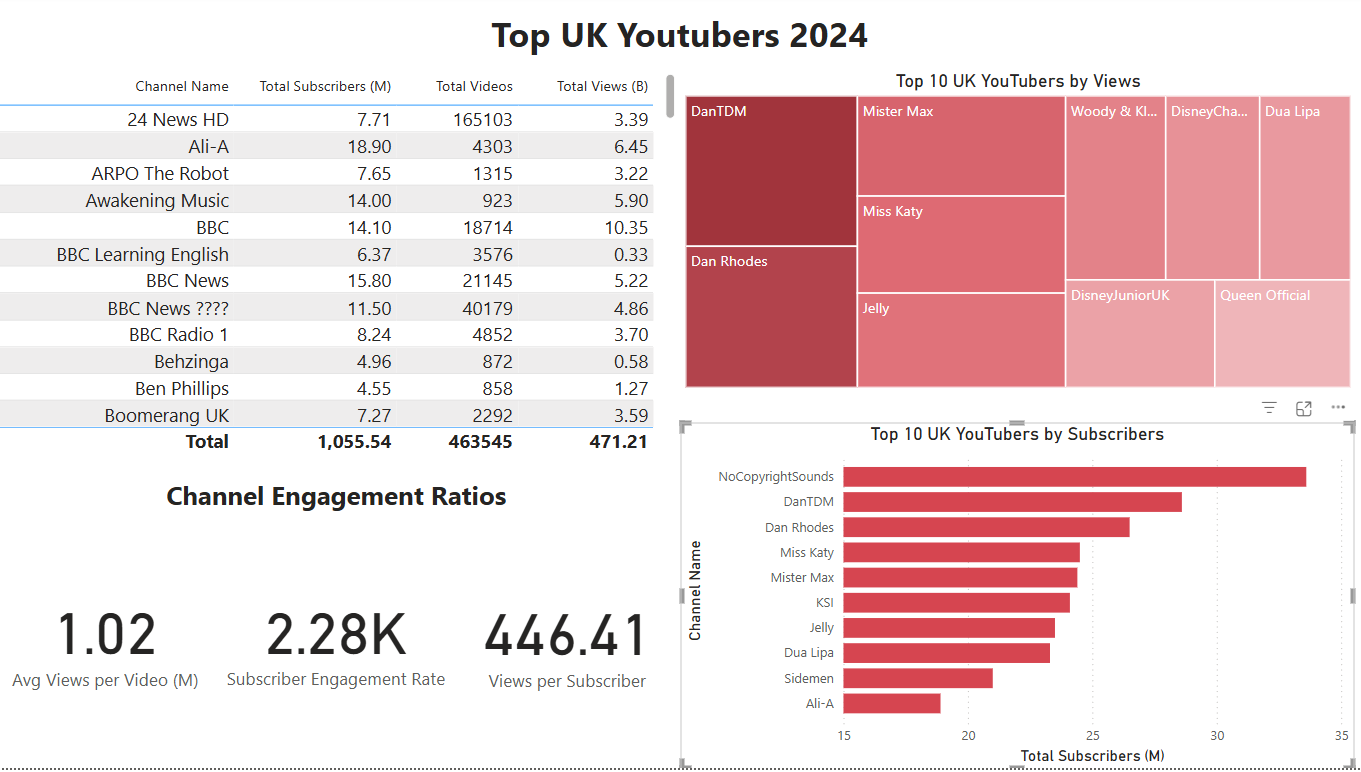 Top UK Youtubers 2024
Channel Name Total Subscribers (M) Total Videos Total Views (B)
24 News HD 7.71 165103 3.39
Ali-A 18.90 4303 6.45
ARPO The Robot 7.65 1315 3.22
Awakening Music 14.00 923 5.90
BBC 14.10 18714 10.35
BBC Learning English 6.37 3576 0.33
BBC News 15.80 21145 5.22
BBC News ???? 11.50 40179 4.86
BBC Radio 1 8.24 4852 3.70
Behzinga 4.96 872 0.58
Ben Phillips 4.55 858 1.27
Boomerang UK 7.27 2292 3.59
Total 1,055.54 463545 471.21
Channel Engagement Ratios
1.02
Avg Views per Video (M)
2.28K
Subscriber Engagement Rate
446.41
Views per Subscriber
Top 10 UK YouTubers by Views
DanTDM
Dan Rhodes
Mister Max
Miss Katy
Jelly
Woody & Kl...
DisneyCha...
Dua Lipa
DisneyJuniorUK
Queen Official
Top 10 UK YouTubers by Subscribers
Channel Name
NoCopyrightSounds
DanTDM
Dan Rhodes
Miss Katy
Mister Max
KSI
Jelly
Dua Lipa
Sidemen
Ali-A
15 20 25 30 35
Total Subscribers (M)